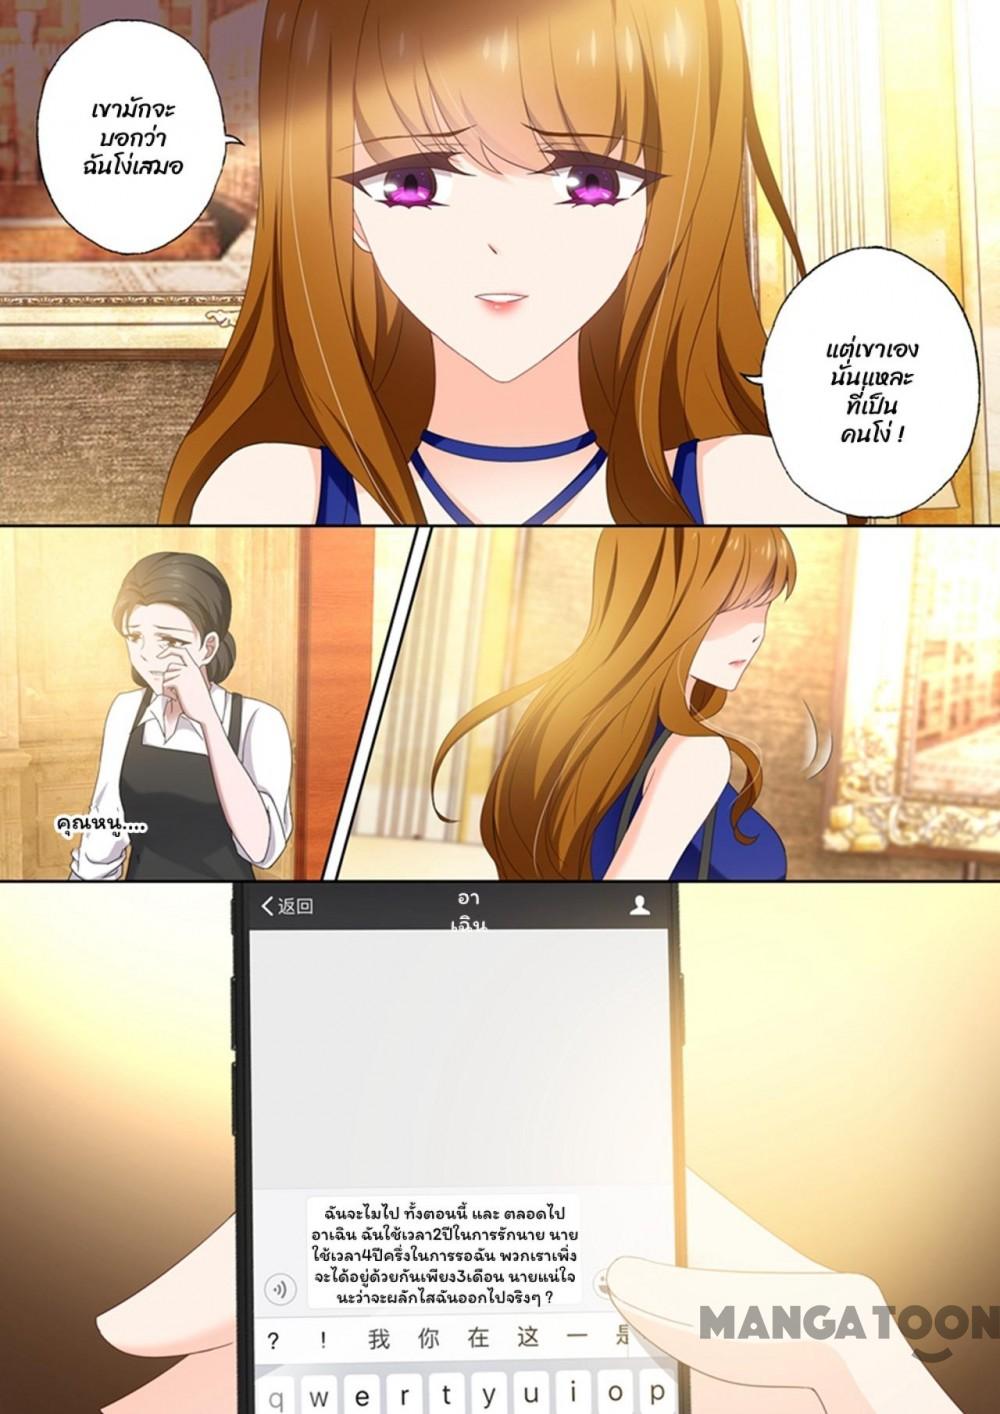 เขามักจะ
บอกว่า
ฉันโง่เสมอ
แต่เขาเอง
นั่นแหละ
ที่เป็น
คนโง่ !
คุณหนู....
返回
อา
เฉิน
ฉันจะไมไป ทั้งตอนนี้ และ ตลอดไป
อาเฉิน ฉันใช้เวลา2ปีในการรักนาย นาย
ใช้เวลา4ปีครึ่งในการรอฉัน พวกเราเพิ่ง
จะได้อยู่ด้วยกันเพียง3เดือน นายแน่ใจ
นะว่าจะผลักไสฉันออกไปจริงๆ ?
? ! 我 你 在 这 一 是
q w e r t y u i o p
MANGATOON